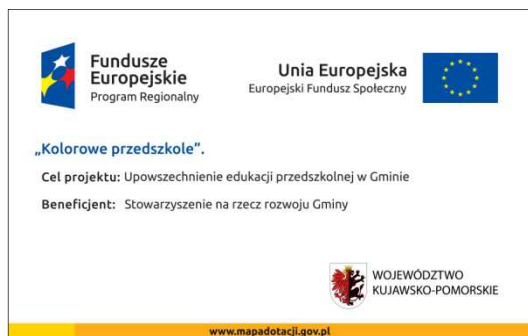 Fundusze
Europejskie
Program Regionalny
Unia Europejska
Europejski Fundusz Społeczny
„Kolorowe przedszkole”.
Cel projektu: Upowszechnienie edukacji przedszkolnej w Gminie
Beneficjent: Stowarzyszenie na rzecz rozwoju Gminy
WOJEWÓDZTWO
KUJAWSKO-POMORSKIE
www.mapadotacji.gov.pl